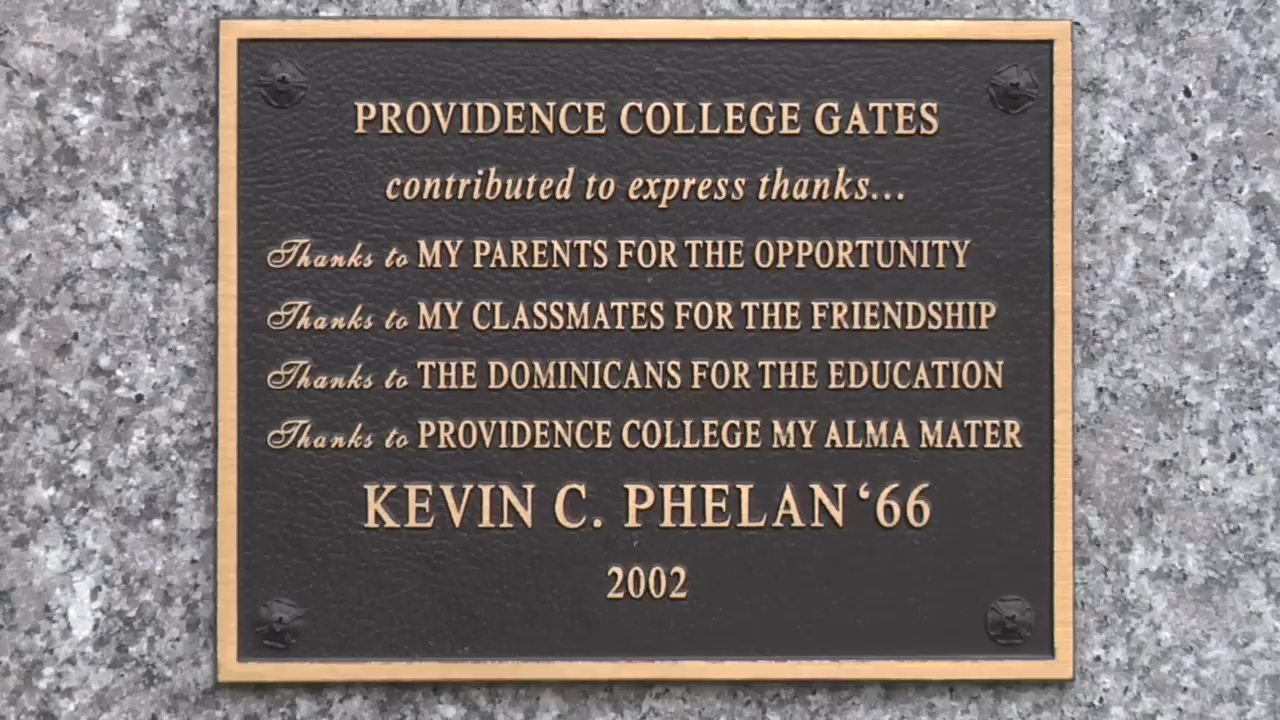 PROVIDENCE COLLEGE GATES
contributed to express thanks...
Thanks to MY PARENTS FOR THE OPPORTUNITY
Thanks to MY CLASSMATES FOR THE FRIENDSHIP
Thanks to THE DOMINICANS FOR THE EDUCATION
Thanks to PROVIDENCE COLLEGE MY ALMA MATER
KEVIN C. PHELAN ‘66
2002